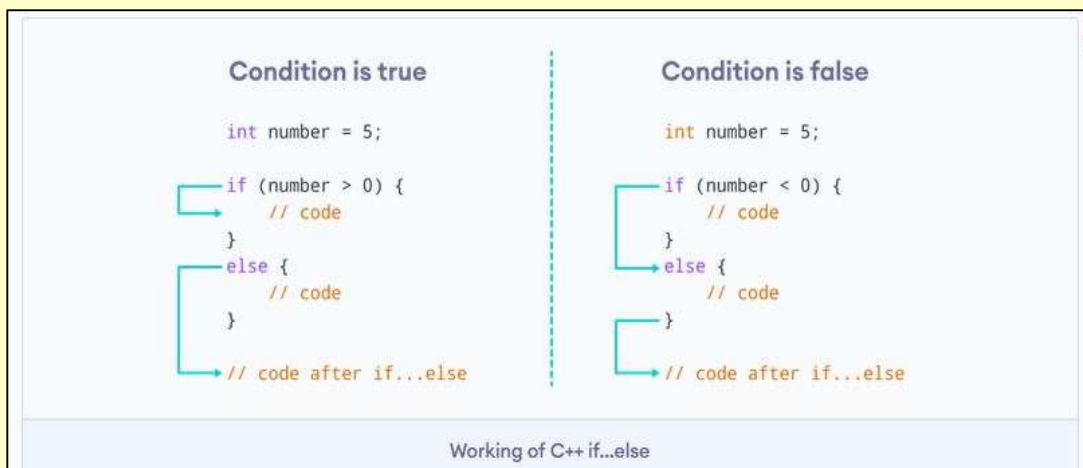 Condition is true
int number = 5;
if (number > 0) {
// code
}
else {
// code
}
// code after if...else
Condition is false
int number = 5;
if (number < 0) {
// code
}
else {
// code
}
// code after if...else
Working of C++ if...else